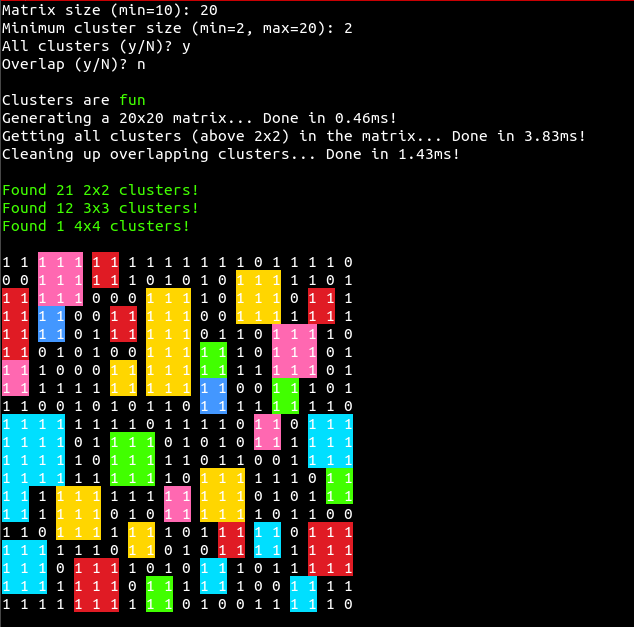 Matrix size (min=10): 20
Minimum cluster size (min=2, max=20): 2
All clusters (y/N)? y
Overlap (y/N)? n
Clusters are fun
Generating a 20x20 matrix... Done in 0.46ms!
Getting all clusters (above 2x2) in the matrix... Done in 3.83ms!
Cleaning up overlapping clusters... Done in 1.43ms!
Found 21 2x2 clusters!
Found 12 3x3 clusters!
Found 1 4x4 clusters!
1 1 1 1 1 1 1 1 1 1 1 1 1 1 0 1 1 1 1 0
0 0 1 1 1 1 1 1 0 1 0 1 0 1 1 1 1 1 0 1
1 1 1 1 1 0 0 0 1 1 1 1 0 1 1 1 0 1 1 1
1 1 1 1 0 0 1 1 1 1 1 0 0 1 1 1 1 1 1 1
1 1 1 1 0 1 1 1 1 1 1 0 1 1 0 1 1 1 1 0
1 1 0 1 0 1 0 0 1 1 1 1 1 1 0 1 1 1 0 1
1 1 1 0 0 0 1 1 1 1 1 1 1 1 1 1 1 1 0 1
1 1 1 1 1 1 1 1 1 1 1 1 1 0 0 1 1 1 0 1
1 1 0 0 1 0 1 0 1 1 0 1 1 1 1 1 1 1 1 0
1 1 1 1 1 1 1 1 0 1 1 1 1 0 1 1 0 1 1 1
1 1 1 1 0 1 1 1 1 0 1 0 1 0 1 1 1 1 1 1
1 1 1 1 1 0 1 1 1 1 1 0 1 1 0 0 1 1 1 1
1 1 1 1 1 1 1 1 1 1 0 1 1 1 1 1 1 0 1 1
1 1 1 1 1 1 1 1 1 1 1 1 1 1 0 1 0 1 1 1
1 1 1 1 1 1 0 1 0 1 1 1 1 1 1 0 1 1 0 0
1 1 0 1 1 1 1 1 1 1 0 1 1 1 1 1 0 1 1 1
1 1 1 1 1 1 0 1 1 0 1 0 1 1 1 1 1 1 1 1
1 1 1 0 1 1 1 1 0 1 0 1 1 1 0 1 1 1 1 1
1 1 1 1 1 1 1 0 1 1 1 1 1 1 0 0 1 1 1 1
1 1 1 1 1 1 1 1 1 1 0 1 0 0 1 1 1 1 1 0